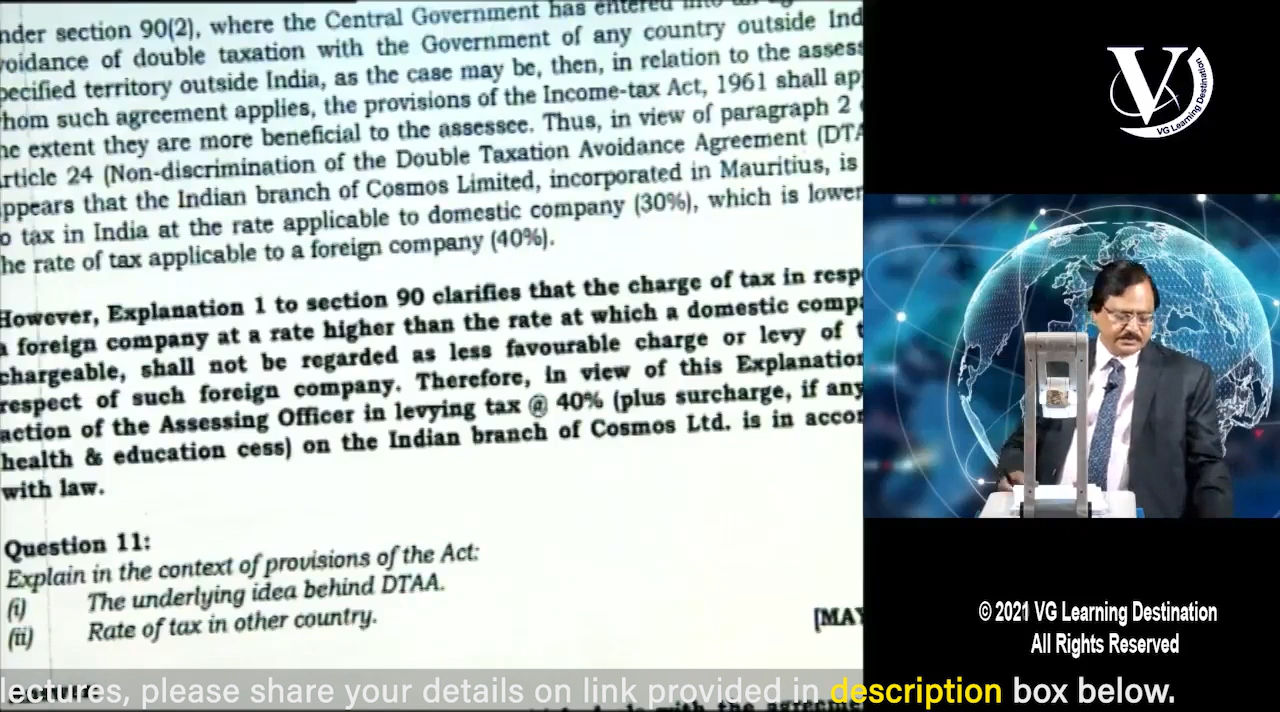 nder section 90(2), where the Central Government has entered into an
voidance of double taxation with the Government of any country outside Ind
pecified territory outside India, as the case may be, then, in relation to the assess
hom such agreement applies, the provisions of the Income-tax Act, 1961 shall ap
he extent they are more beneficial to the assessee. Thus, in view of paragraph 2
rticle 24 (Non-discrimination of the Double Taxation Avoidance Agreement (DTA
ppears that the Indian branch of Cosmos Limited, incorporated in Mauritius, is
o tax in India at the rate applicable to domestic company (30%), which is lower
he rate of tax applicable to a foreign company (40%).
However, Explanation 1 to section 90 clarifies that the charge of tax in resp
a foreign company at a rate higher than the rate at which a domestic comp
chargeable, shall not be regarded as less favourable charge or levy of t
respect of such foreign company. Therefore, in view of this Explanation
action of the Assessing Officer in levying tax @ 40% (plus surcharge, if any
health & education cess) on the Indian branch of Cosmos Ltd. is in accor
with law.
Question 11:
Explain in the context of provisions of the Act:
(i) The underlying idea behind DTAA.
(ii) Rate of tax in other country.
[MAY
lectures, please share your details on link provided in description box below.
VG Learning Destination
© 2021 VG Learning Destination
All Rights Reserved